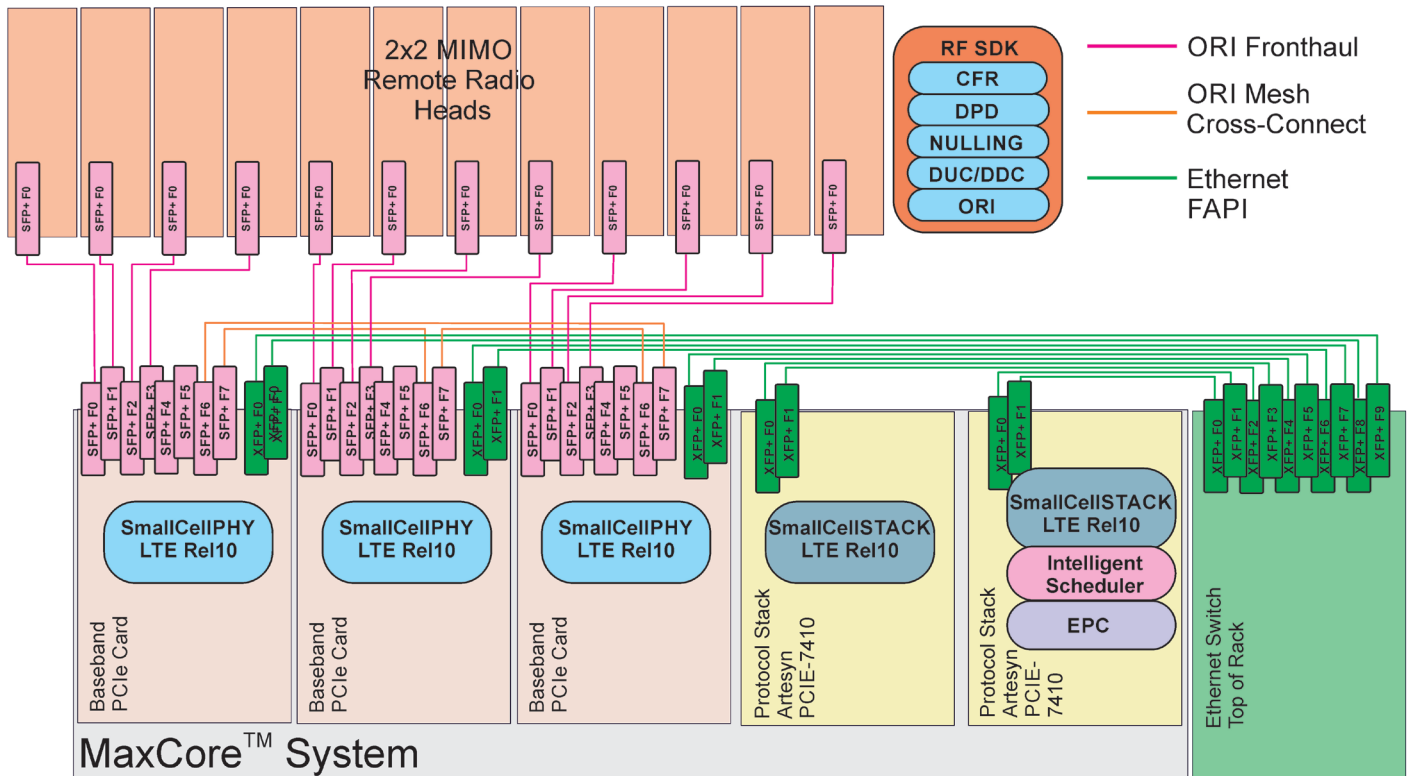 2x2 MIMO
Remote Radio
Heads
RF SDK
CFR
DPD
NULLING
DUC/DDC
ORI
ORI Fronthaul
ORI Mesh
Cross-Connect
Ethernet
FAPI
SFP+ F0
SFP+ F0
SFP+ F0
SFP+ F0
SFP+ F0
SFP+ F0
SFP+ F0
SFP+ F0
SFP+ F0
SFP+ F0
SFP+ F0
SFP+ F0
SFP+ F0
SFP+ F1
SFP+ F2
SFP+ F3
SFP+ F4
SFP+ F5
SFP+ F6
SFP+ F7
XFP+ F0
XFP+ F1
SFP+ F0
SFP+ F1
SFP+ F2
SFP+ F3
SFP+ F4
SFP+ F5
SFP+ F6
SFP+ F7
XFP+ F0
XFP+ F1
SFP+ F0
SFP+ F1
SFP+ F2
SFP+ F3
SFP+ F4
SFP+ F5
SFP+ F6
SFP+ F7
XFP+ F0
XFP+ F1
XFP+ F0
XFP+ F1
XFP+ F0
XFP+ F1
XFP+ F0
XFP+ F1
XFP+ F2
XFP+ F3
XFP+ F4
XFP+ F5
XFP+ F6
XFP+ F7
XFP+ F8
XFP+ F9
SmallCellPHY
LTE Rel10
SmallCellPHY
LTE Rel10
SmallCellPHY
LTE Rel10
SmallCellSTACK
LTE Rel10
SmallCellSTACK
LTE Rel10
Intelligent
Scheduler
EPC
Baseband
PCIe Card
Baseband
PCIe Card
Baseband
PCIe Card
Protocol Stack
Artesyn
PCIE-7410
Protocol Stack
Artesyn
PCIE-
7410
Ethernet Switch
Top of Rack
MaxCore™ System